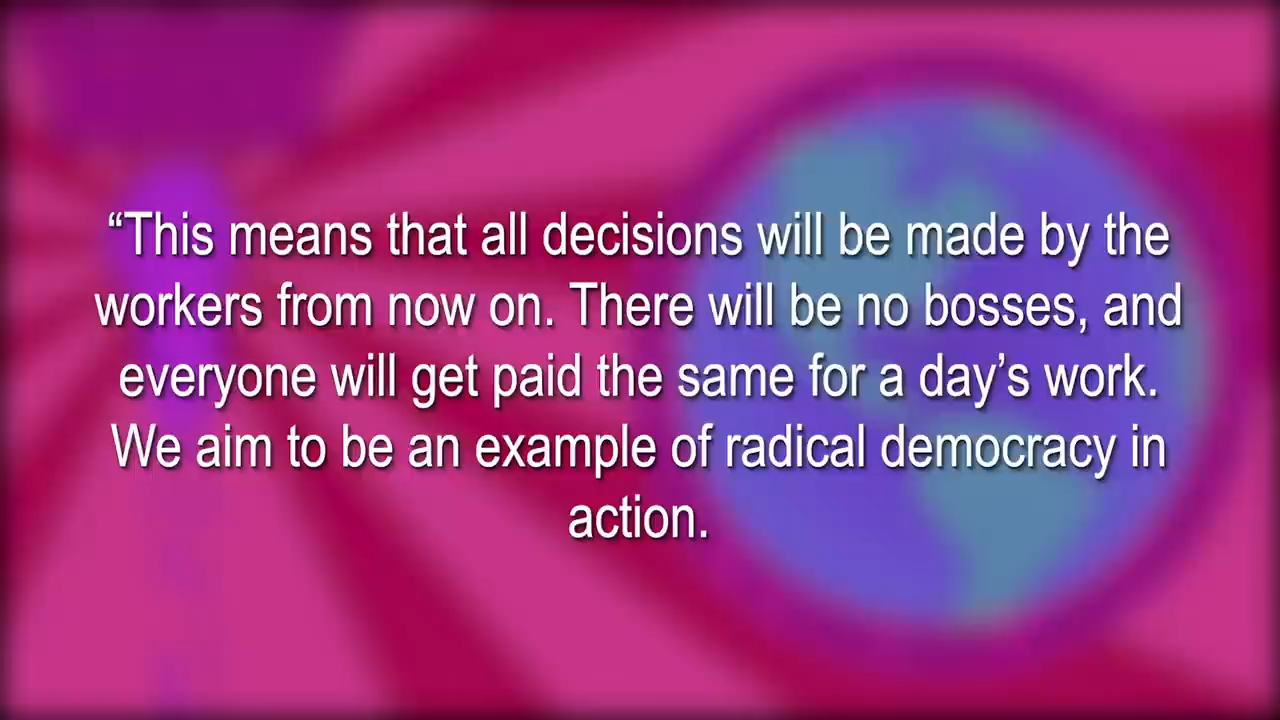 “This means that all decisions will be made by the
workers from now on. There will be no bosses, and
everyone will get paid the same for a day’s work.
We aim to be an example of radical democracy in
action.